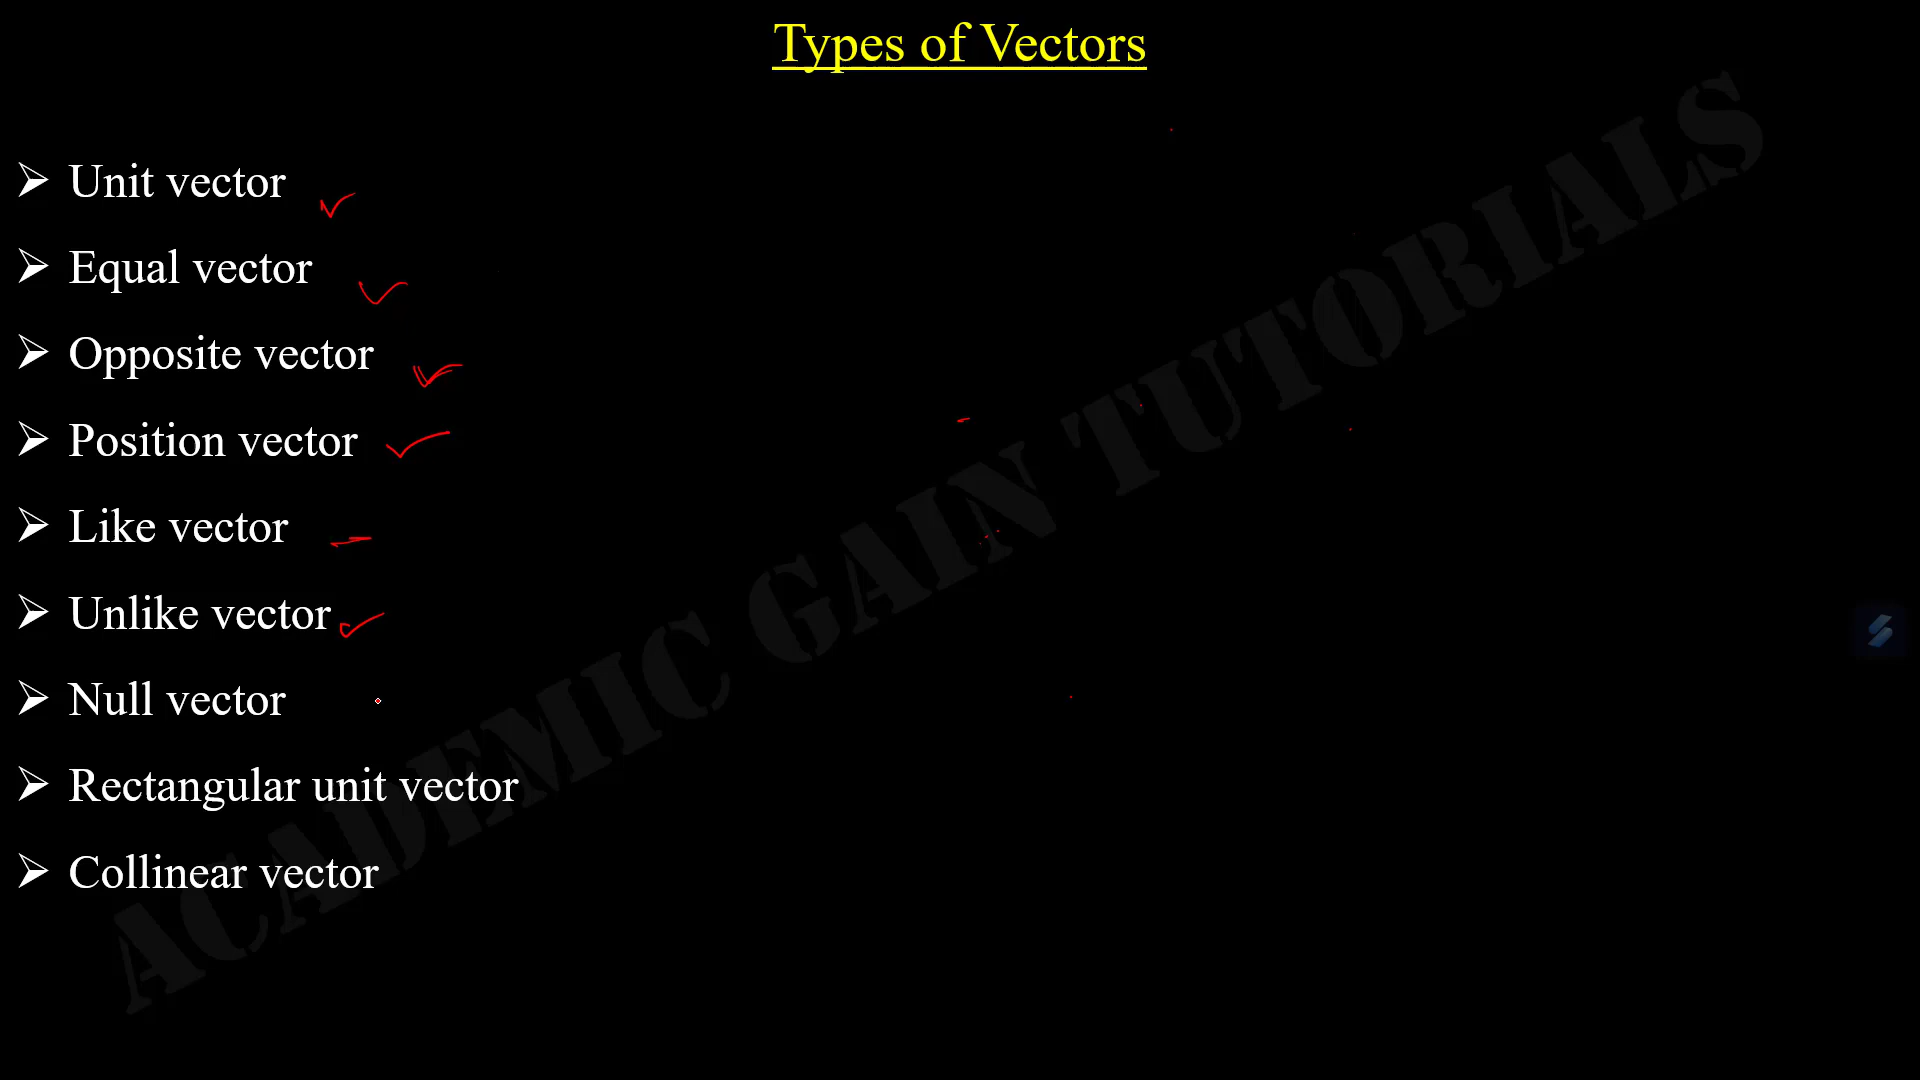 Types of Vectors
Unit vector
Equal vector
Opposite vector
Position vector
Like vector
Unlike vector
Null vector
Rectangular unit vector
Collinear vector
ACADEMIC GAIN TUTORIALS